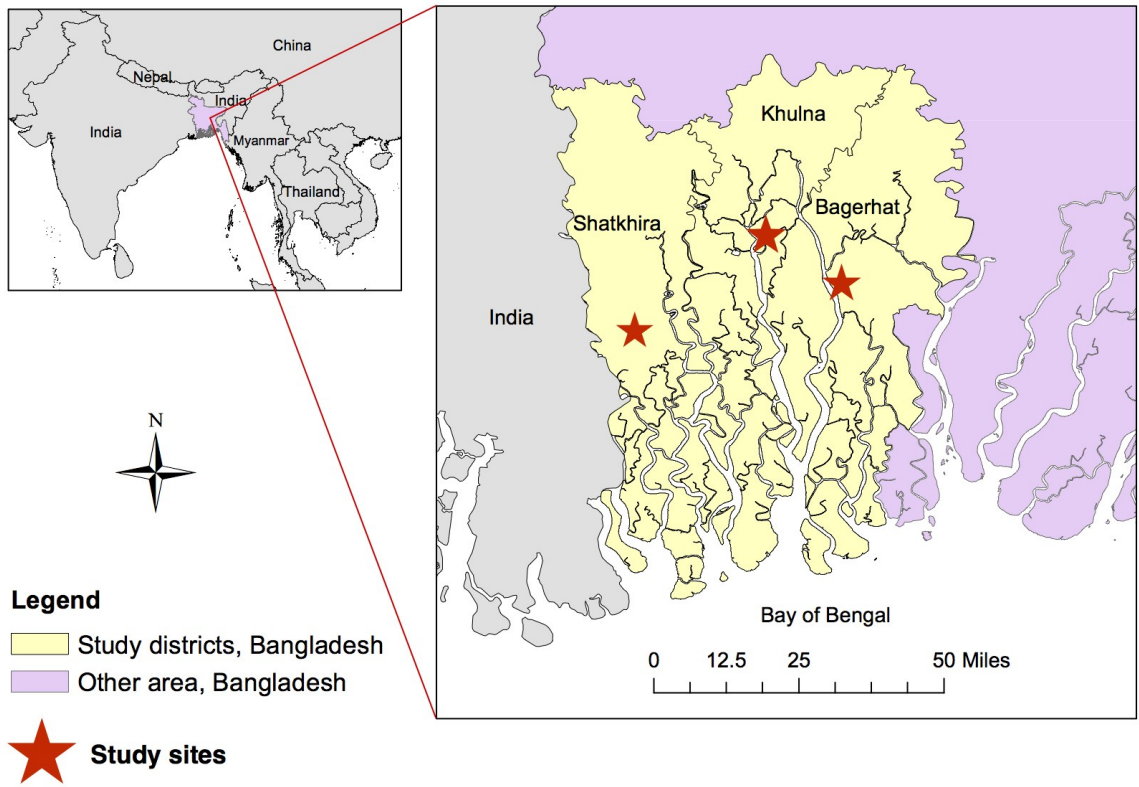 China
Nepal
India
India
Myanmar
Thailand
Khulna
Shatkhira
Bagerhat
India
Bay of Bengal
0 12.5 25 50 Miles
N
Legend
Study districts, Bangladesh
Other area, Bangladesh
Study sites